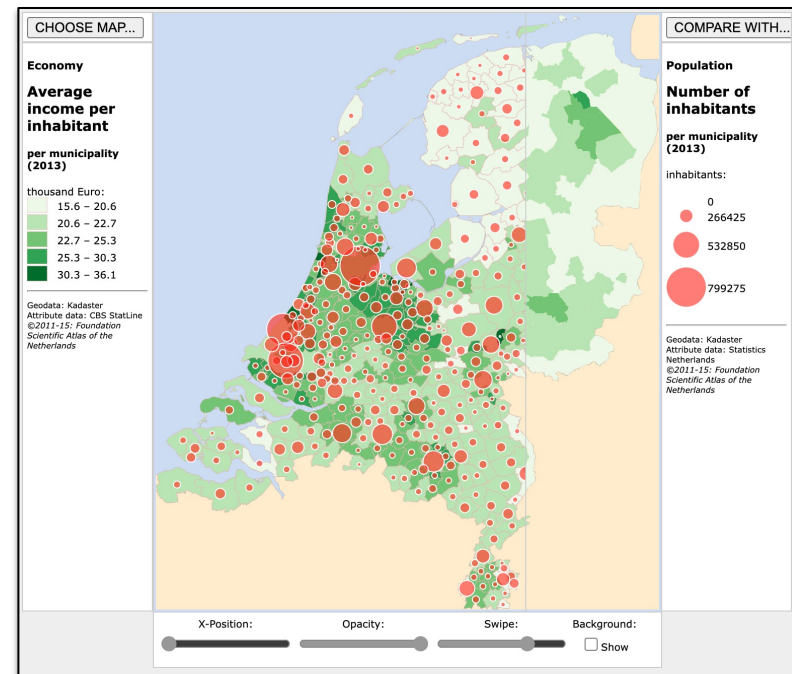 CHOOSE MAP...
Economy
Average
income per
inhabitant
per municipality
(2013)
thousand Euro:
15.6 – 20.6
20.6 – 22.7
22.7 – 25.3
25.3 – 30.3
30.3 – 36.1
Geodata: Kadaster
Attribute data: CBS StatLine
©2011-15: Foundation
Scientific Atlas of the
Netherlands
COMPARE WITH...
Population
Number of
inhabitants
per municipality
(2013)
inhabitants:
0
266425
532850
799275
Geodata: Kadaster
Attribute data: Statistics
Netherlands
©2011-15: Foundation
Scientific Atlas of the
Netherlands
X-Position:
Opacity:
Swipe:
Background:
Show